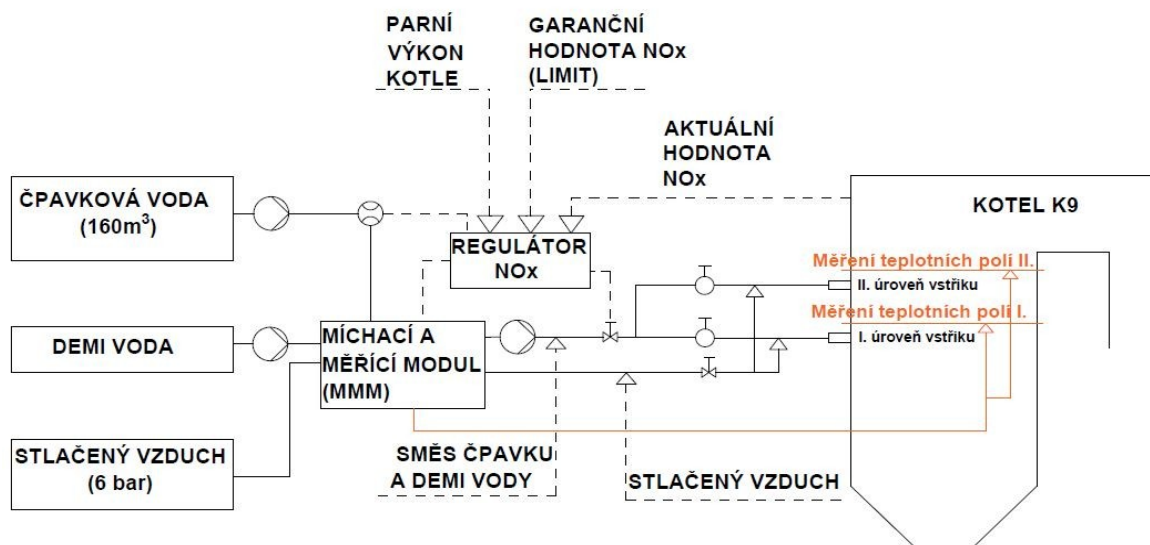 PARNÍ
VÝKON
KOTLE
GARANČNÍ
HODNOTA NOx
(LIMIT)
AKTUÁLNÍ
HODNOTA
NOx
ČPAVKOVÁ VODA
(160m³)
REGULÁTOR
NOx
KOTEL K9
Měření teplotních polí II.
II. úroveň vstřiku
Měření teplotních polí I.
I. úroveň vstřiku
DEMI VODA
MÍCHACÍ A
MĚŘÍCÍ MODUL
(MMM)
STLAČENÝ VZDUCH
(6 bar)
SMĚS ČPAVKU
A DEMI VODY
STLAČENÝ VZDUCH